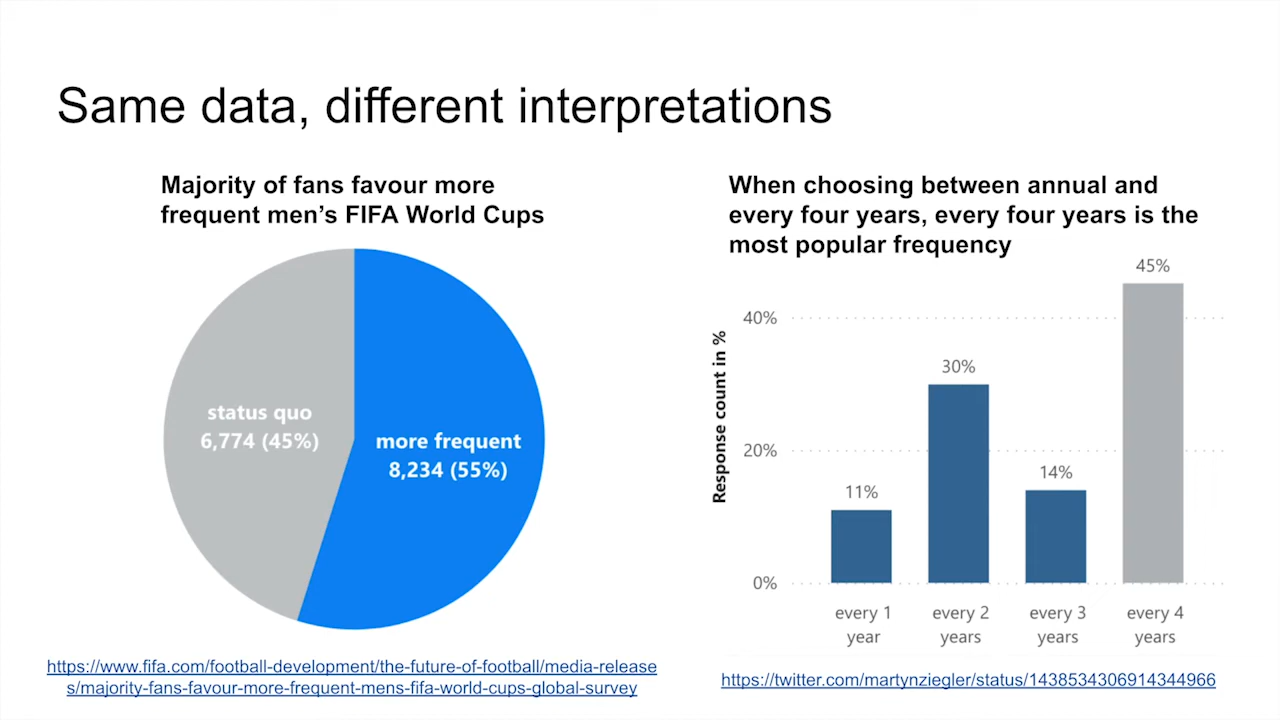 Same data, different interpretations
Majority of fans favour more
frequent men's FIFA World Cups
status quo
6,774 (45%)
more frequent
8,234 (55%)
https://www.fifa.com/football-development/the-future-of-football/media-release
s/majority-fans-favour-more-frequent-mens-fifa-world-cups-global-survey
When choosing between annual and
every four years, every four years is the
most popular frequency
Response count in %
40%
20%
0%
11%
30%
14%
45%
every 1
year
every 2
years
every 3
years
every 4
years
https://twitter.com/martynziegler/status/1438534306914344966